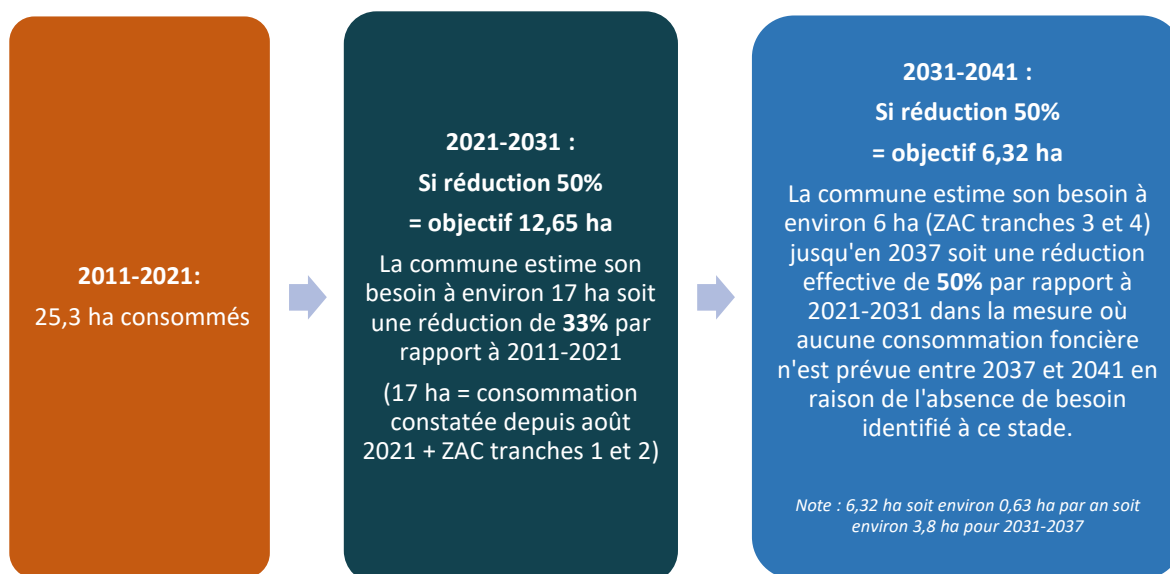 2011-2021:
25,3 ha consommés
2021-2031 :
Si réduction 50%
= objectif 12,65 ha
La commune estime son
besoin à environ 17 ha soit
une réduction de 33% par
rapport à 2011-2021
(17 ha = consommation
constatée depuis août
2021 + ZAC tranches 1 et 2)
2031-2041 :
Si réduction 50%
= objectif 6,32 ha
La commune estime son besoin à
environ 6 ha (ZAC tranches 3 et 4)
jusqu'en 2037 soit une réduction
effective de 50% par rapport à
2021-2031 dans la mesure où
aucune consommation foncière
n'est prévue entre 2037 et 2041 en
raison de l'absence de besoin
identifié à ce stade.
Note : 6,32 ha soit environ 0,63 ha par an soit
environ 3,8 ha pour 2031-2037